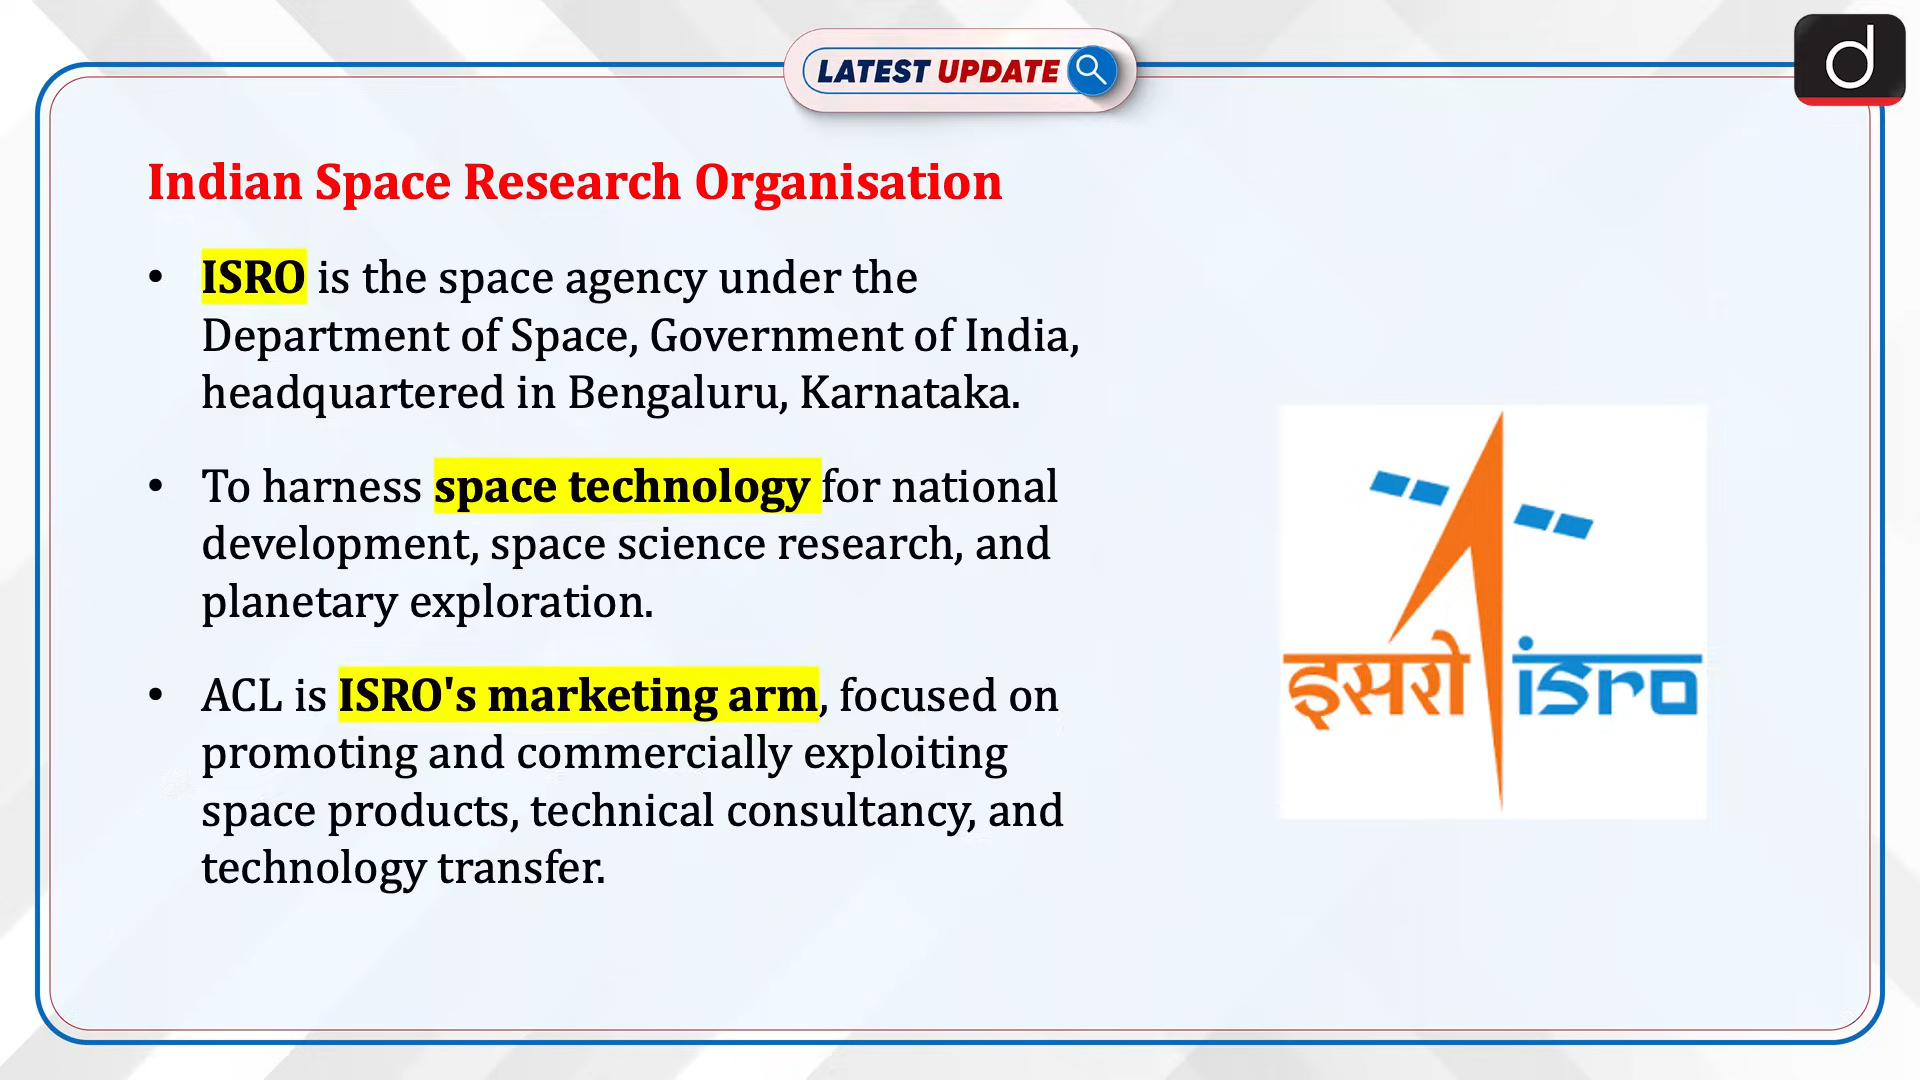 LATEST UPDATE
d
Indian Space Research Organisation
• ISRO is the space agency under the
Department of Space, Government of India,
headquartered in Bengaluru, Karnataka.
• To harness space technology for national
development, space science research, and
planetary exploration.
• ACL is ISRO's marketing arm, focused on
promoting and commercially exploiting
space products, technical consultancy, and
technology transfer.
इसरो isro